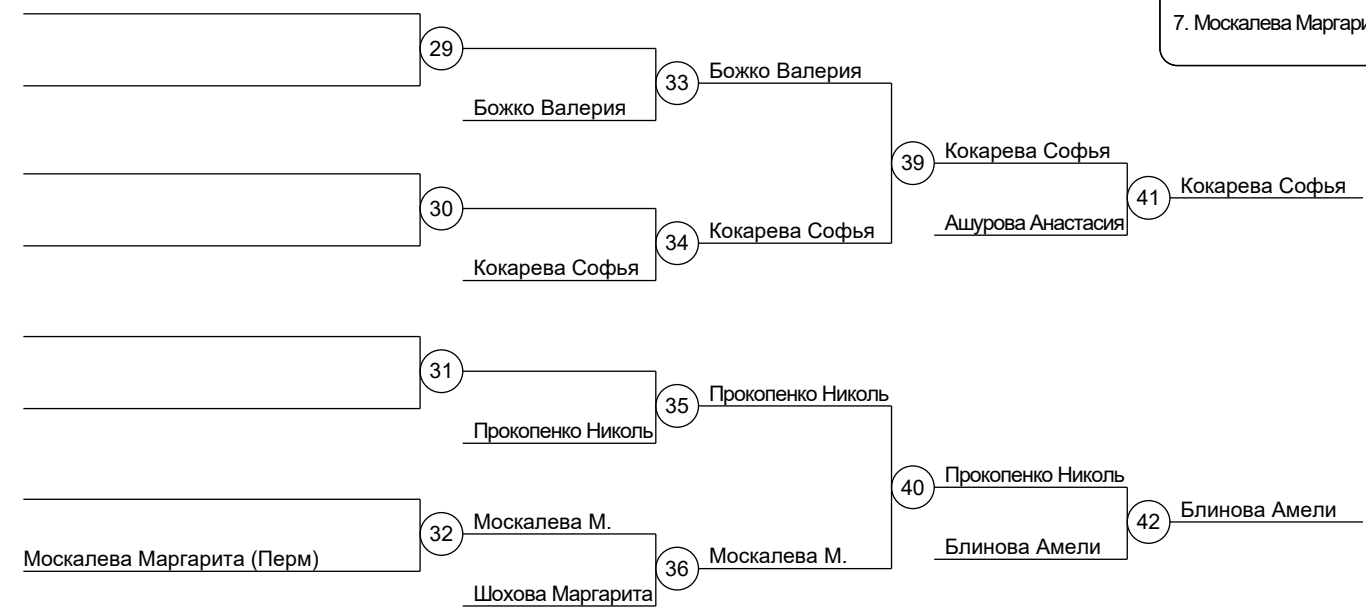 7. Москалева
29
33
Божко Валерия
Божко Валерия
39
Кокарева Софья
41
Кокарева Софья
Ашурова Анастасия
30
34
Кокарева Софья
Кокарева Софья
31
35
Прокопенко Николь
Прокопенко Николь
40
Прокопенко Николь
42
Блинова Амели
Блинова Амели
32
Москалева М.
Москалева Маргарита (Перм)
36
Москалева М.
Шохова Маргарита